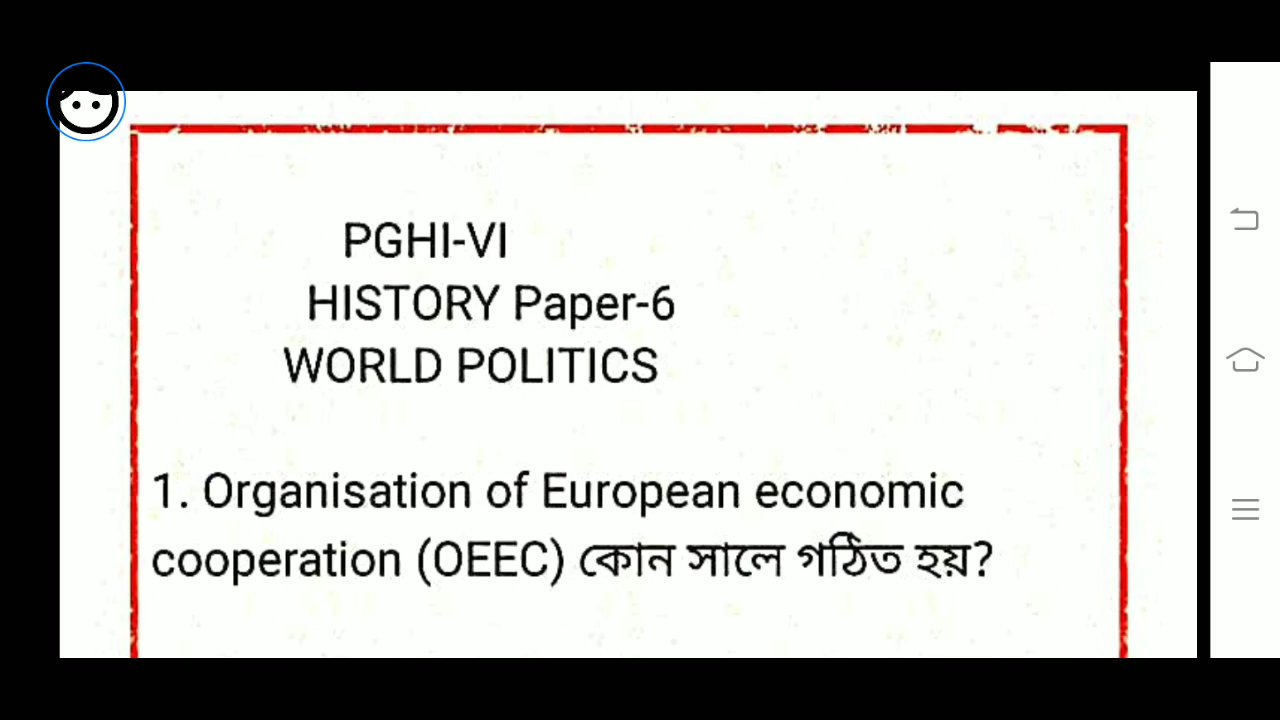 PGHI-VI
HISTORY Paper-6
WORLD POLITICS
1. Organisation of European economic
cooperation (OEEC) কোন সালে গঠিত হয়?